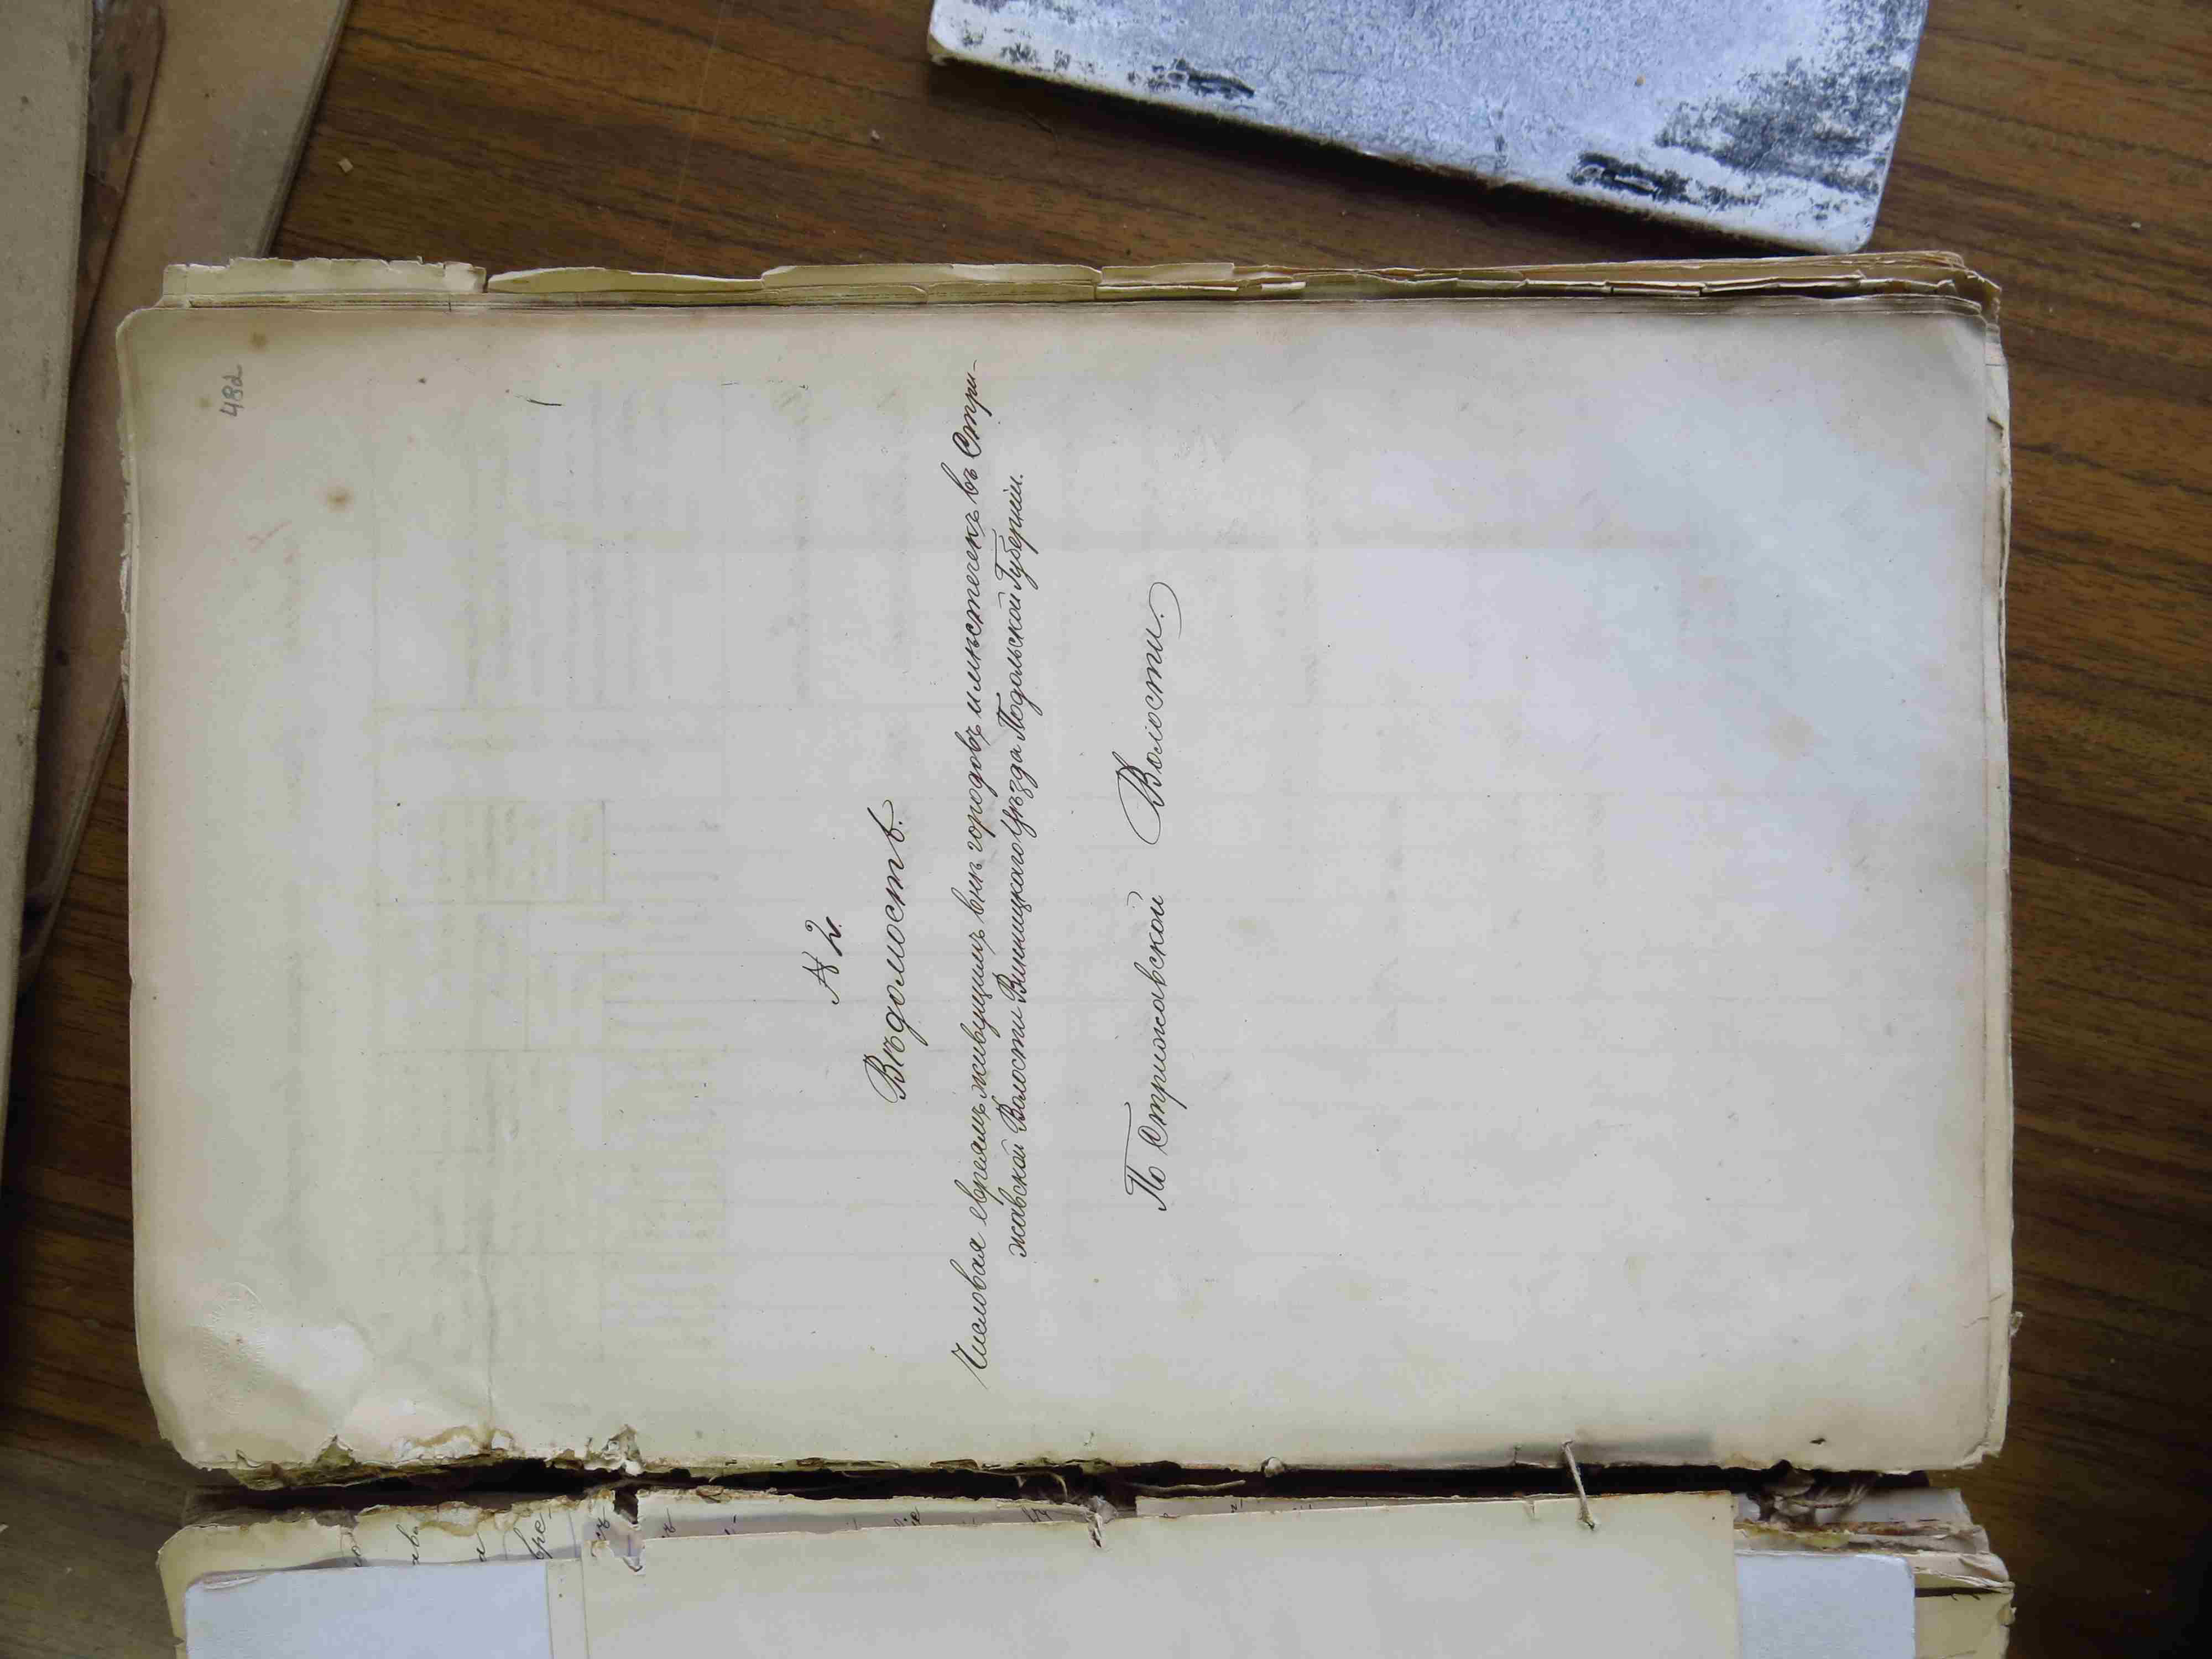 482
№ 2.
Вѣдомость.
Числовая евреямъ живущимъ внѣ городовъ и мѣстечекъ въ Стри-
жавской Волости Винницкаго Уѣзда Подольской Губерніи.
По Стрижавской Волости.